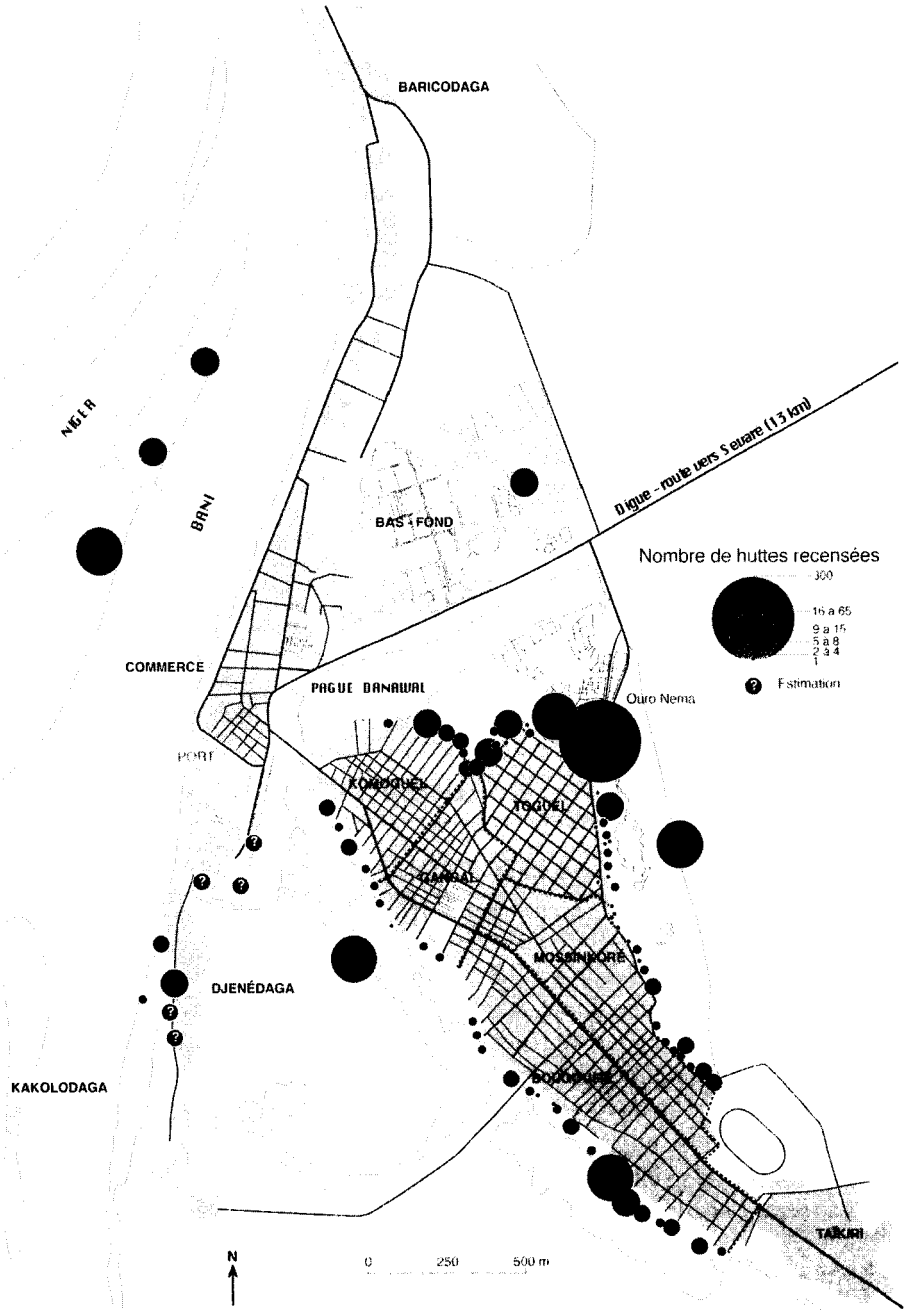 BARICODAGA
NIGER
BANI
Digue - route vers Sevare (13 km)
BAS - FOND
Nombre de huttes recensées
300
16 à 65
9 à 15
5 à 8
2 à 4
1
? Estimation
COMMERCE
PAGUE DANAWAL
Ouro Nema
PORT
KOMOGUEL
TOGUEL
?
GANGAL
?
?
MOSSINKORÉ
DJENÉDAGA
?
?
KAKOLODAGA
TAÏKIRI
N
0 250 500 m